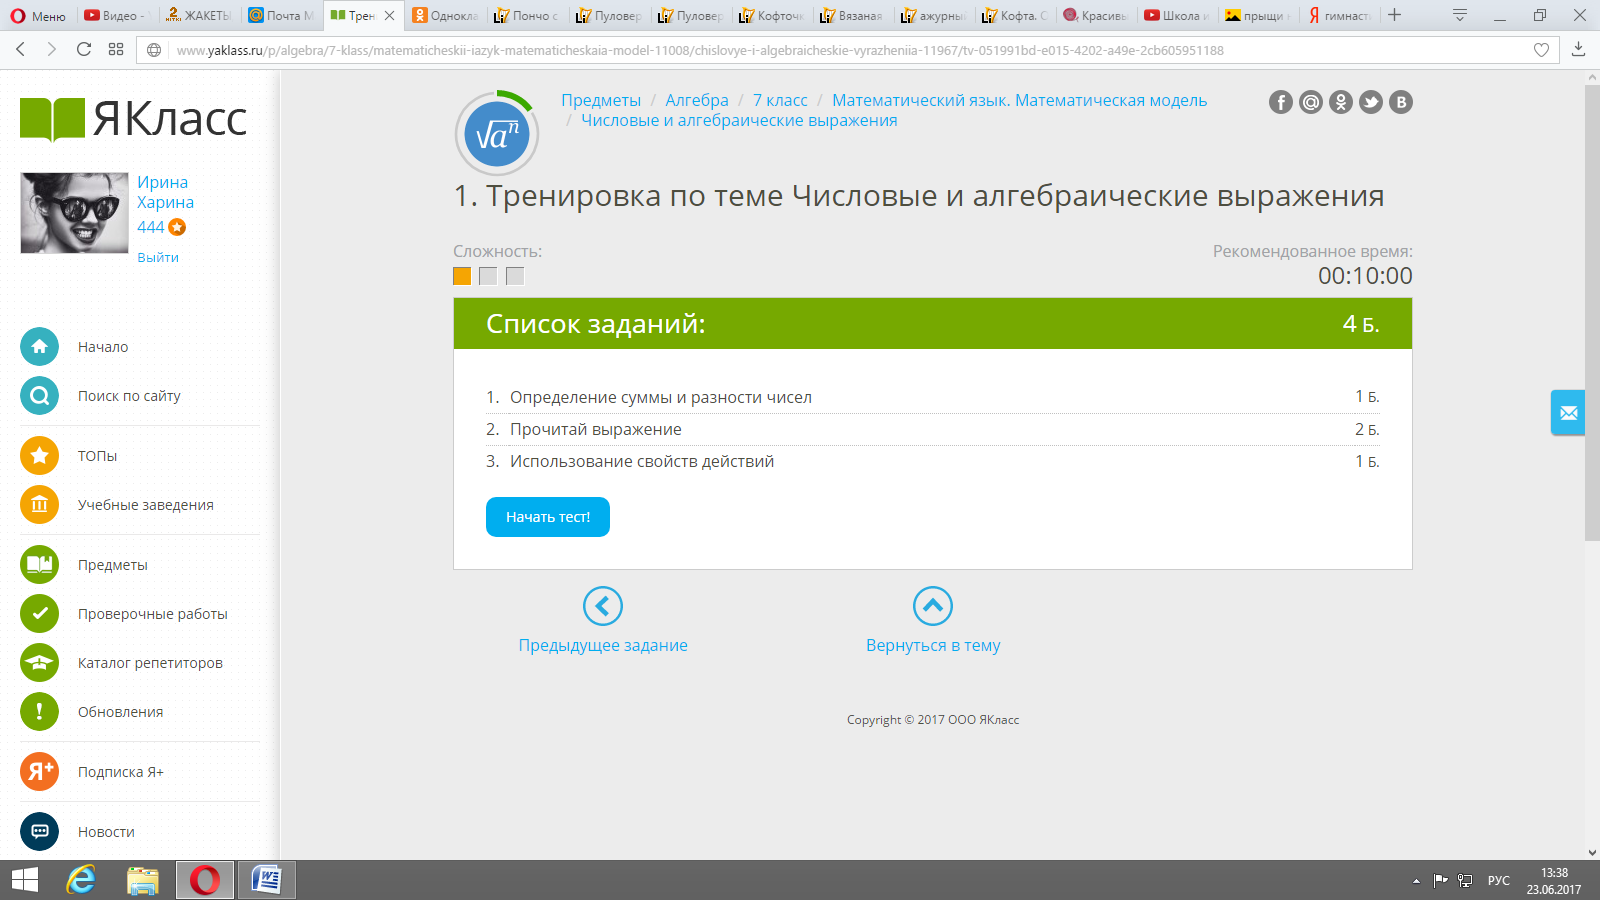 Меню
Видео - 
ЖАКЕТЫ
Почта М
Трен
Однокла
Пончо с
Пуловер
Пуловер
Кофточк
Вязаная
ажурный
Кофта. С
Красивы
Школа и
прыщи н
гимнаст
www.yaklass.ru/p/algebra/7-klass/matematicheskii-iazyk-matematicheskaia-model-11008/chislovye-i-algebraicheskie-vyrazheniia-11967/tv-051991bd-e015-4202-a49e-2cb605951188
ЯКласс
Ирина
Харина
444
Выйти
Начало
Поиск по сайту
ТОПы
Учебные заведения
Предметы
Проверочные работы
Каталог репетиторов
Обновления
Я+
Подписка Я+
Новости
√aⁿ
Предметы / Алгебра / 7 класс / Математический язык. Математическая модель
/ Числовые и алгебраические выражения
1. Тренировка по теме Числовые и алгебраические выражения
Сложность:
Рекомендованное время:
00:10:00
Список заданий: 4 Б.
1. Определение суммы и разности чисел 1 Б.
2. Прочитай выражение 2 Б.
3. Использование свойств действий 1 Б.
Начать тест!
Предыдущее задание
Вернуться в тему
Copyright © 2017 ООО ЯКласс
РУС
13:38
23.06.2017